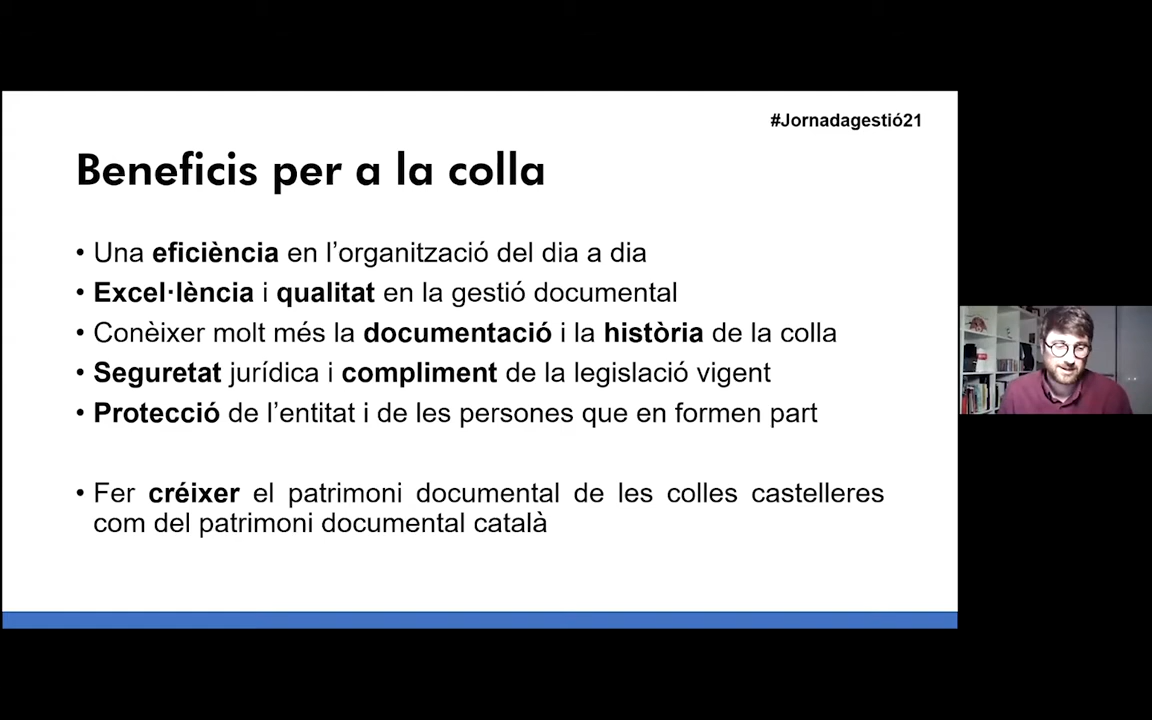 #Jornadagestió21
Beneficis per a la colla
• Una eficiència en l’organització del dia a dia
• Excel·lència i qualitat en la gestió documental
• Conèixer molt més la documentació i la història de la colla
• Seguretat jurídica i compliment de la legislació vigent
• Protecció de l’entitat i de les persones que en formen part
• Fer créixer el patrimoni documental de les colles castelleres
com del patrimoni documental català